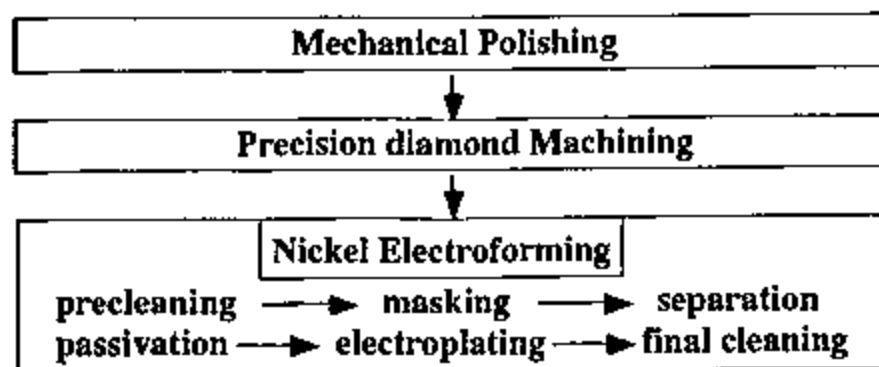 Mechanical Polishing
Precision diamond Machining
Nickel Electroforming
precleaning masking separation
passivation electroplating final cleaning